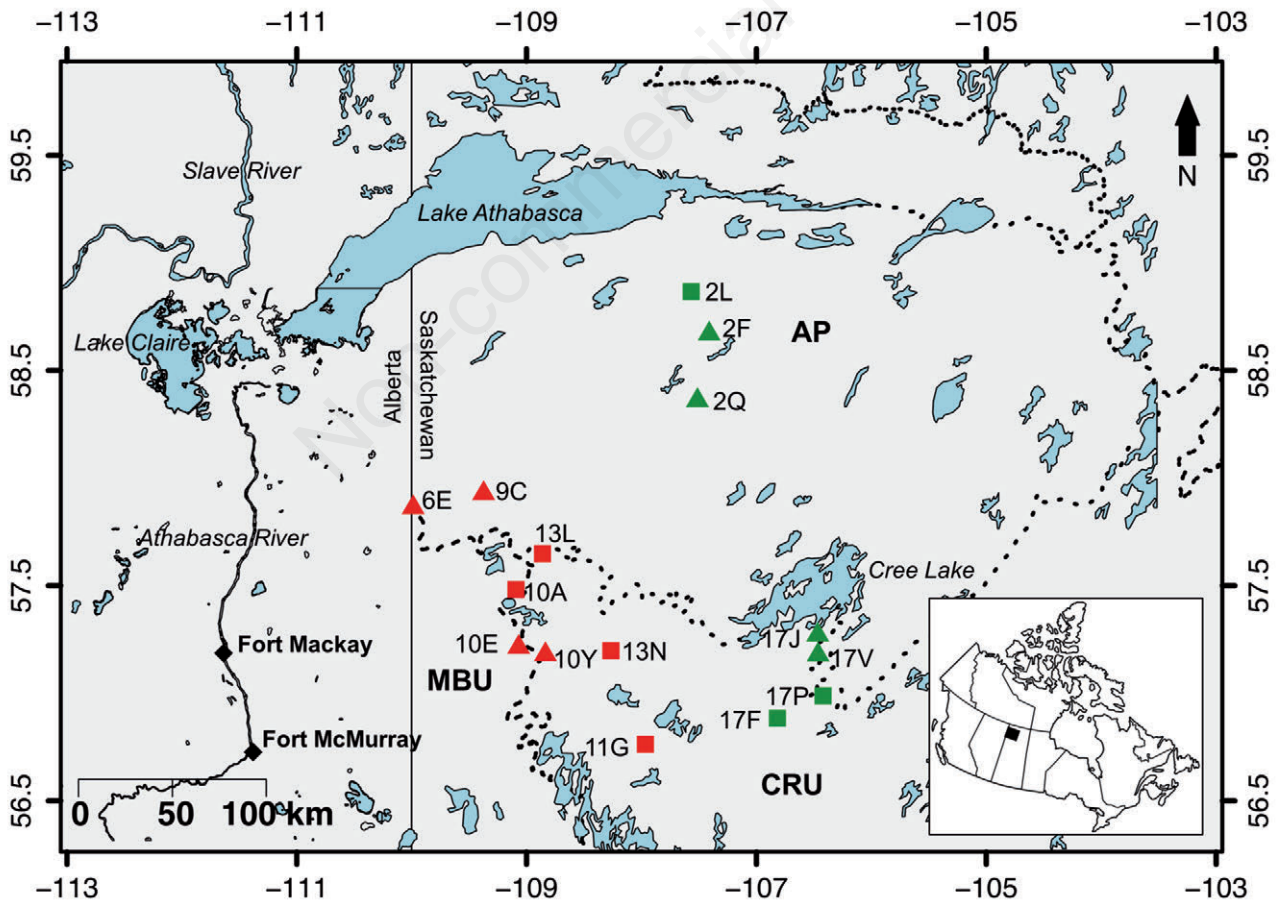 −113 −111 −109 −107 −105 −103
Non-commercial
59.5 59.5
N
Slave River
Lake Athabasca
2L
2F
AP
Lake Claire
Alberta
Saskatchewan
58.5 58.5
2Q
6E
9C
Athabasca River
13L
57.5 57.5
10A
Cree Lake
Fort Mackay
10E
10Y
13N
17J
17V
MBU
17P
17F
Fort McMurray
11G
CRU
56.5 56.5
0 50 100 km
−113 −111 −109 −107 −105 −103